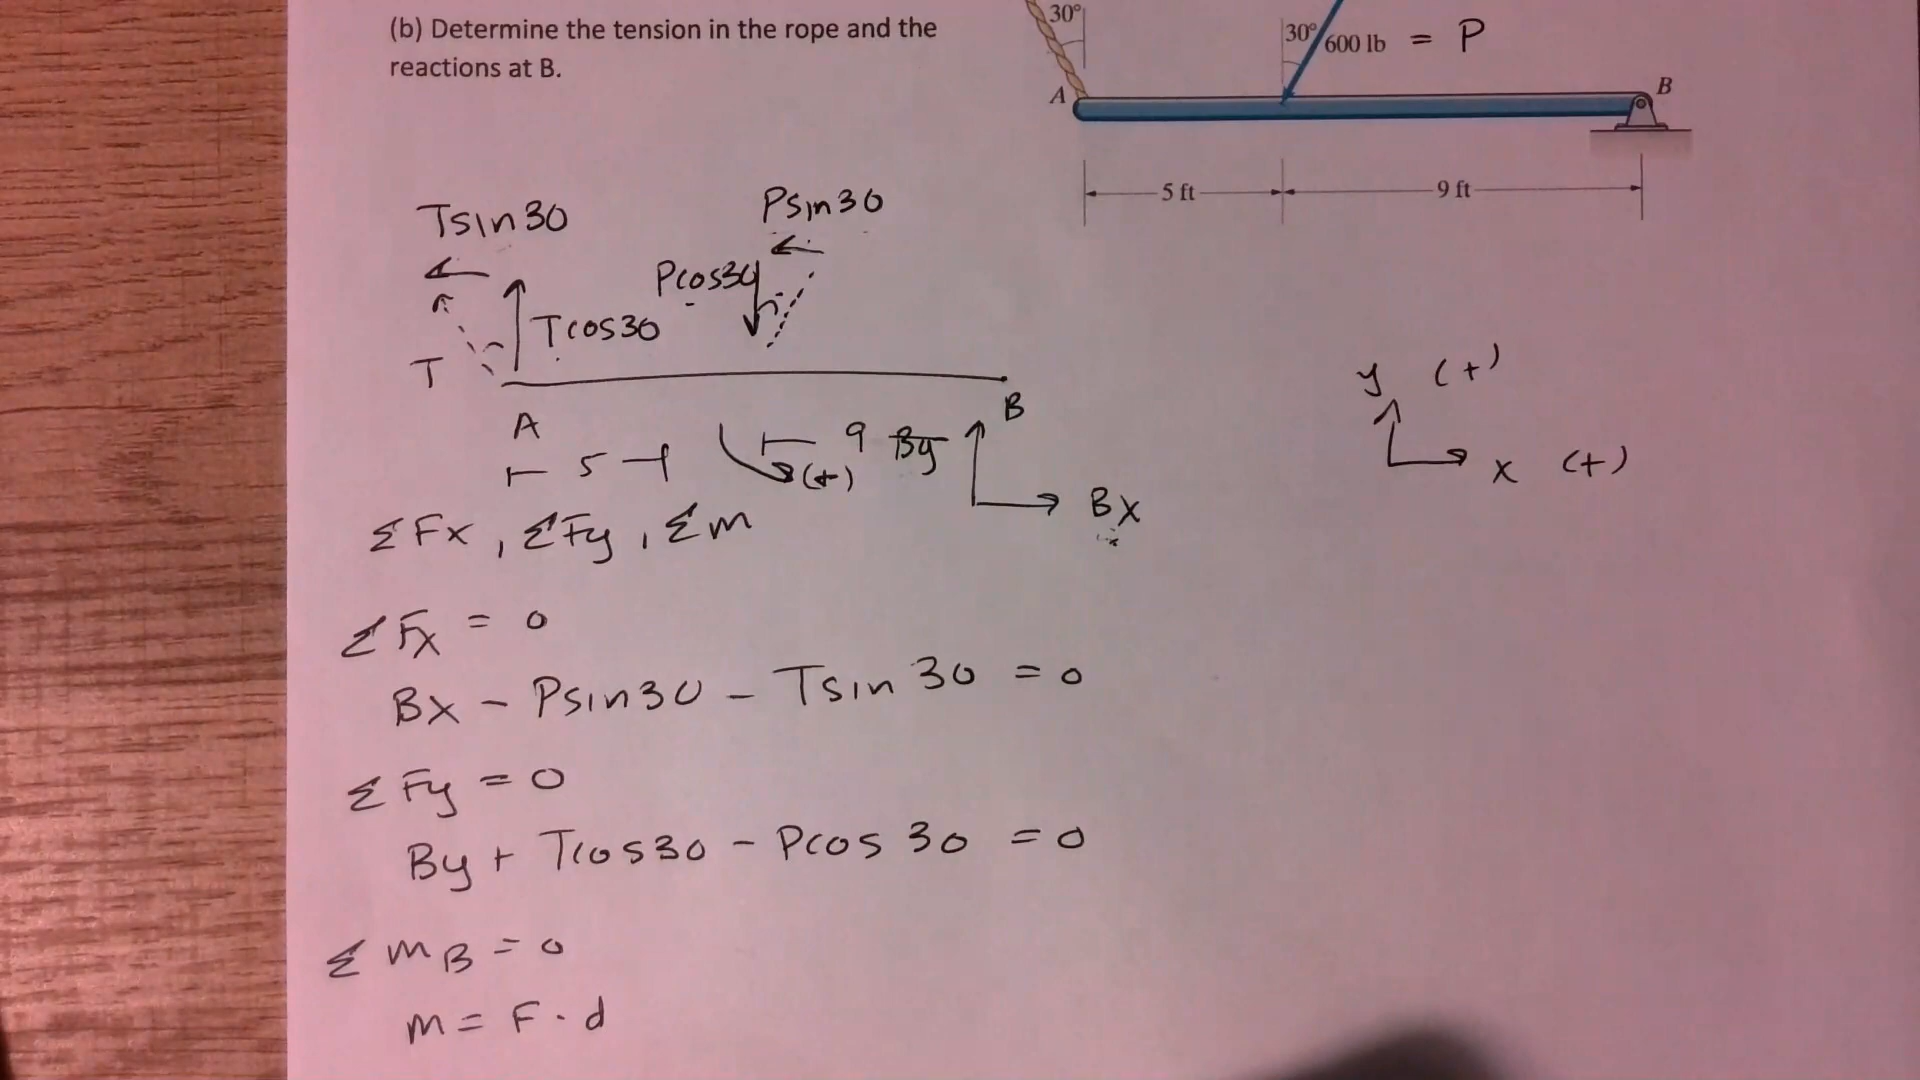 (b) Determine the tension in the rope and the
reactions at B.
30°
30°
600 lb = P
A
B
5 ft
9 ft
Tsin30
Psin30
Pcos30
Tcos30
T
A
B
5
9
By
(+)
Bx
y (+)
x (+)
ΣFx, ΣFy, Σm
ΣFx = 0
Bx - Psin30 - Tsin30 = 0
ΣFy = 0
By + Tcos30 - Pcos30 = 0
ΣmB = 0
m = F·d